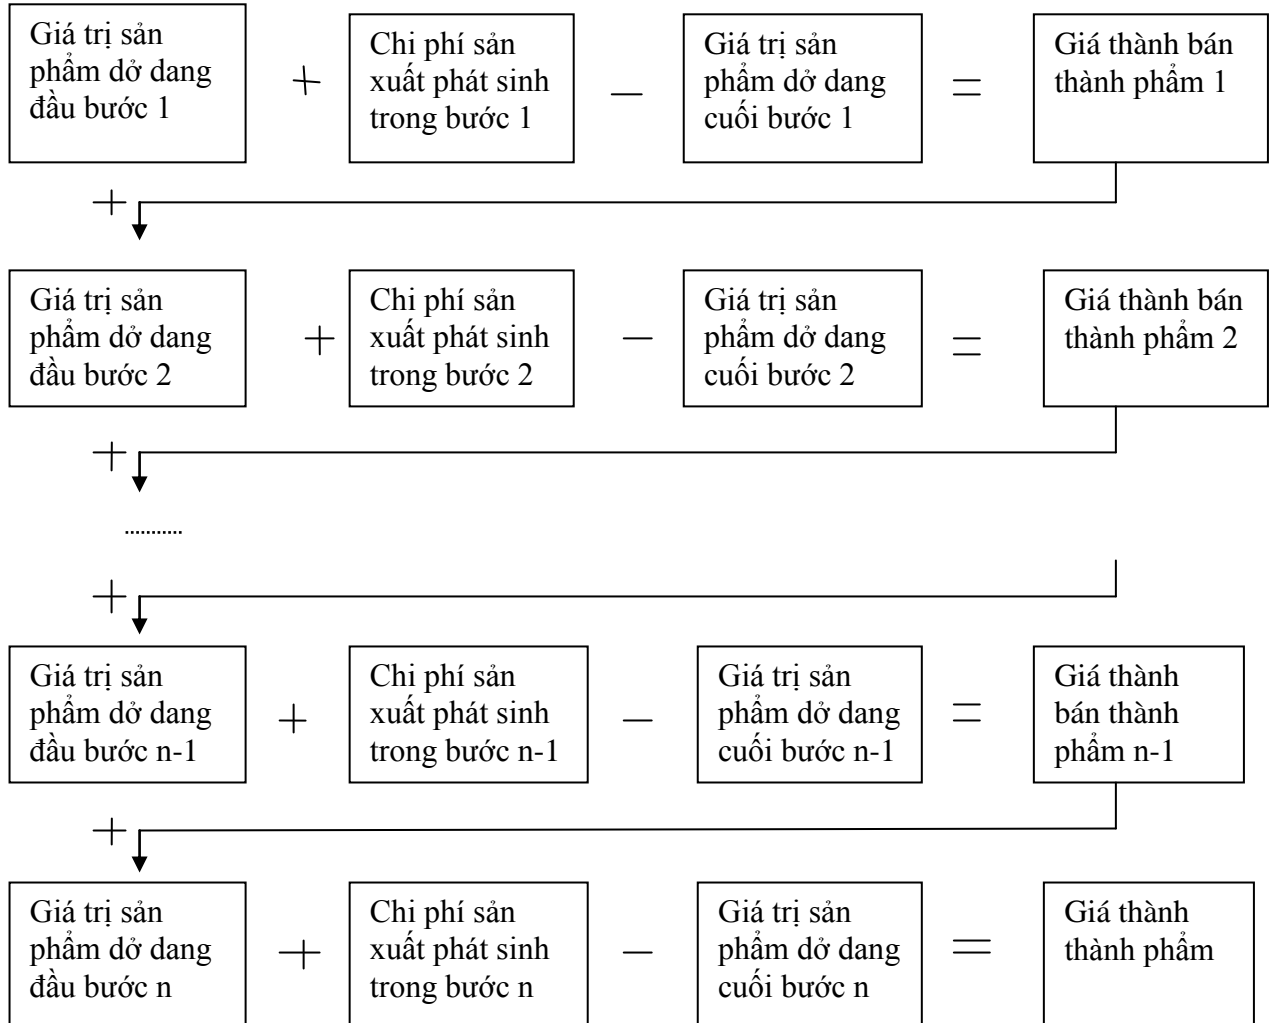 Giá trị sản
phẩm dở dang
đầu bước 1
+
Chi phí sản
xuất phát sinh
trong bước 1
−
Giá trị sản
phẩm dở dang
cuối bước 1
=
Giá thành bán
thành phẩm 1
+
Giá trị sản
phẩm dở dang
đầu bước 2
+
Chi phí sản
xuất phát sinh
trong bước 2
−
Giá trị sản
phẩm dở dang
cuối bước 2
=
Giá thành bán
thành phẩm 2
+
...........
+
Giá trị sản
phẩm dở dang
đầu bước n-1
+
Chi phí sản
xuất phát sinh
trong bước n-1
−
Giá trị sản
phẩm dở dang
cuối bước n-1
=
Giá thành
bán thành
phẩm n-1
+
Giá trị sản
phẩm dở dang
đầu bước n
+
Chi phí sản
xuất phát sinh
trong bước n
−
Giá trị sản
phẩm dở dang
cuối bước n
=
Giá thành
thành phẩm